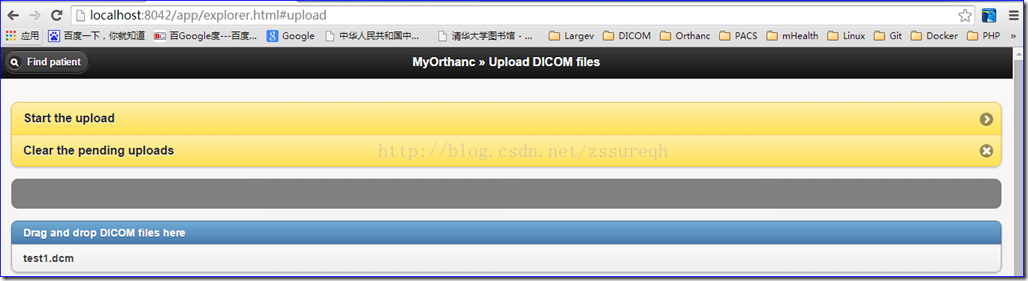 localhost:8042/app/explorer.html#upload
应用 百度一下，你就知道 百Google度---百度... Google 中华人民共和国中... 清华大学图书馆 - ... Largev DICOM Orthanc PACS mHealth Linux Git Docker PHP »
Find patient MyOrthanc » Upload DICOM files
Start the upload
Clear the pending uploads
http://blog.csdn.net/zssureqh
Drag and drop DICOM files here
test1.dcm